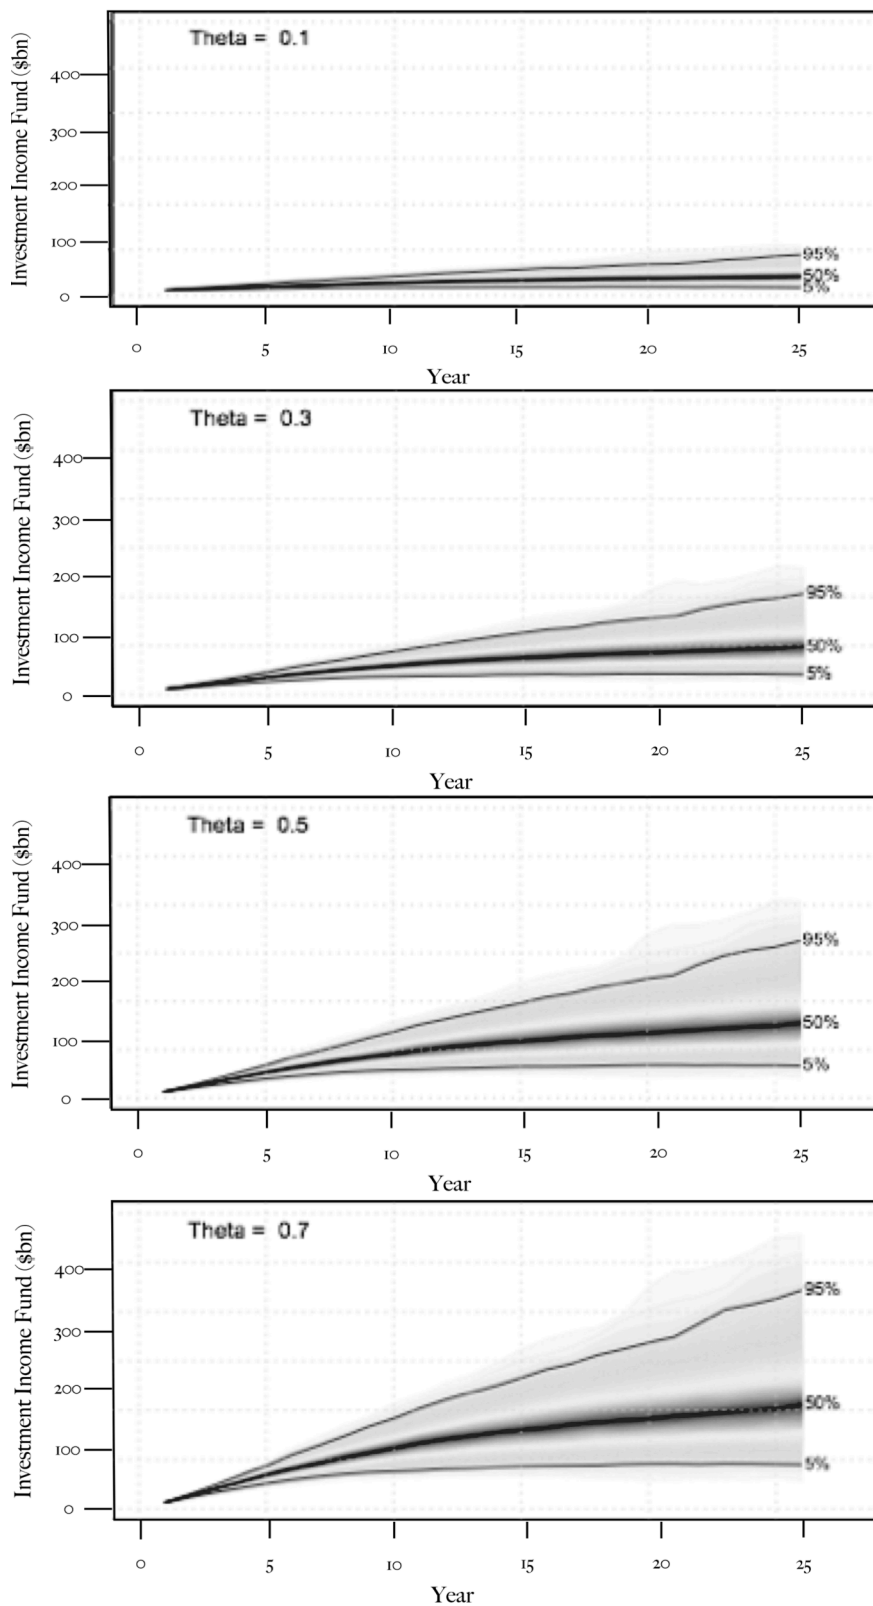 Theta = 0.1
Investment Income Fund ($bn)
400
300
200
100
0
95%
50%
5%
0 5 10 15 20 25
Year
Theta = 0.3
Investment Income Fund ($bn)
400
300
200
100
0
95%
50%
5%
0 5 10 15 20 25
Year
Theta = 0.5
Investment Income Fund ($bn)
400
300
200
100
0
95%
50%
5%
0 5 10 15 20 25
Year
Theta = 0.7
Investment Income Fund ($bn)
400
300
200
100
0
95%
50%
5%
0 5 10 15 20 25
Year